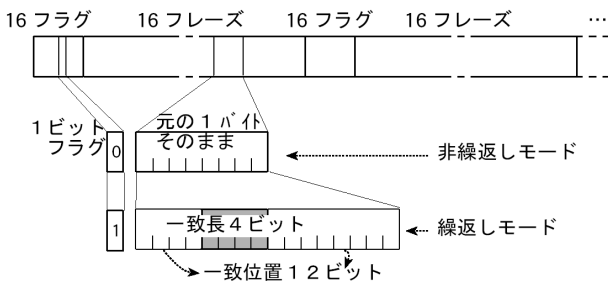 16 フラグ 16 フレーズ 16 フラグ 16 フレーズ …
1ビット
フラグ
0
元の1ﾊﾞｲﾄ
そのまま
非繰返しモード
1
一致長4ビット
繰返しモード
一致位置12ビット